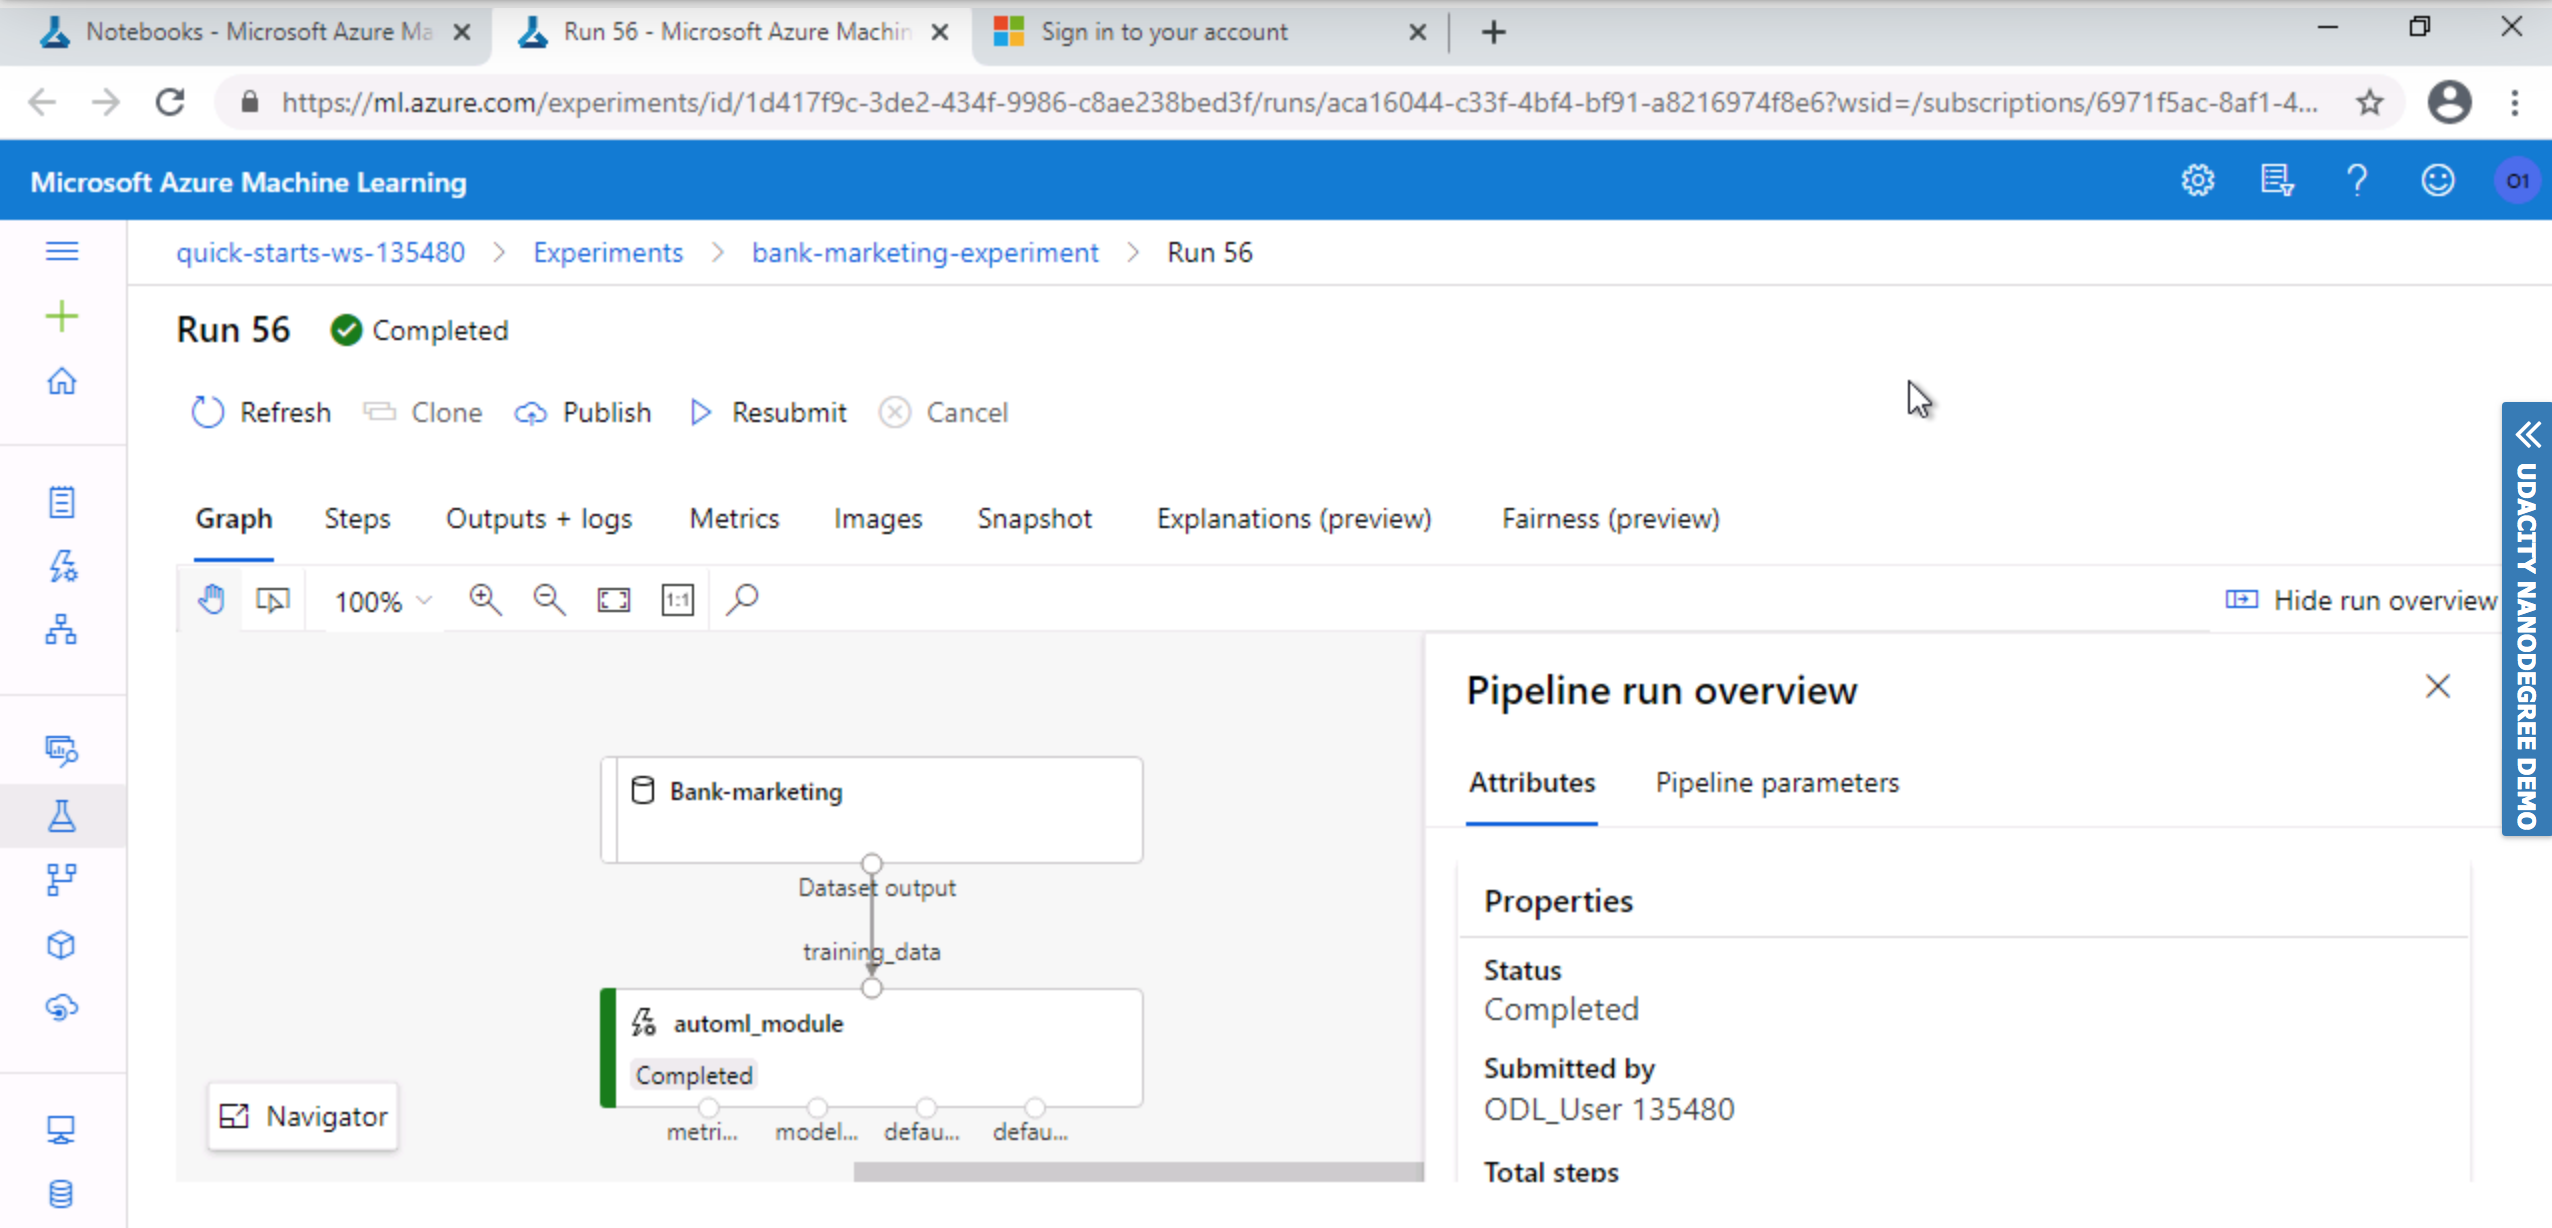 Notebooks - Microsoft Azure Ma
Run 56 - Microsoft Azure Machin
Sign in to your account
https://ml.azure.com/experiments/id/1d417f9c-3de2-434f-9986-c8ae238bed3f/runs/aca16044-c33f-4bf4-bf91-a8216974f8e6?wsid=/subscriptions/6971f5ac-8af1-4...
Microsoft Azure Machine Learning
O1
quick-starts-ws-135480 > Experiments > bank-marketing-experiment > Run 56
Run 56 Completed
Refresh Clone Publish Resubmit Cancel
Graph Steps Outputs + logs Metrics Images Snapshot Explanations (preview) Fairness (preview)
100% 1:1 Hide run overview
UDACITY NANODEGREE DEMO
Bank-marketing
Dataset output
training_data
automl_module
Completed
metri... model... defau... defau...
Navigator
Pipeline run overview
Attributes Pipeline parameters
Properties
Status
Completed
Submitted by
ODL_User 135480
Total steps